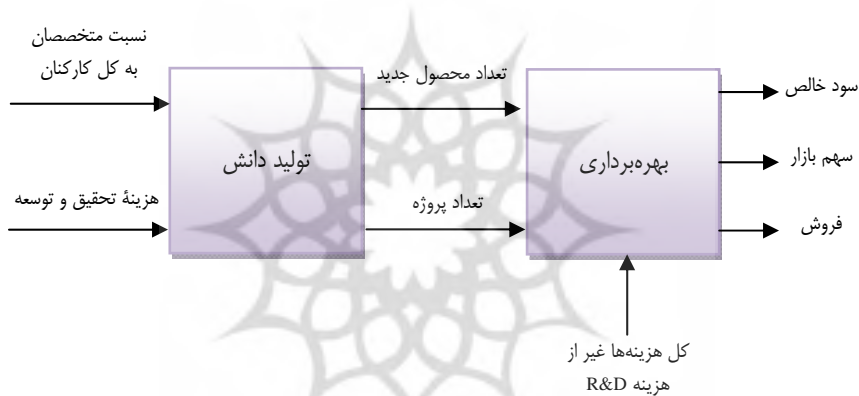 نسبت متخصصان
به کل کارکنان
هزینهٔ تحقیق و توسعه
تولید دانش
تعداد محصول جدید
تعداد پروژه
بهره‌برداری
سود خالص
سهم بازار
فروش
کل هزینه‌ها غیر از
هزینه R&D